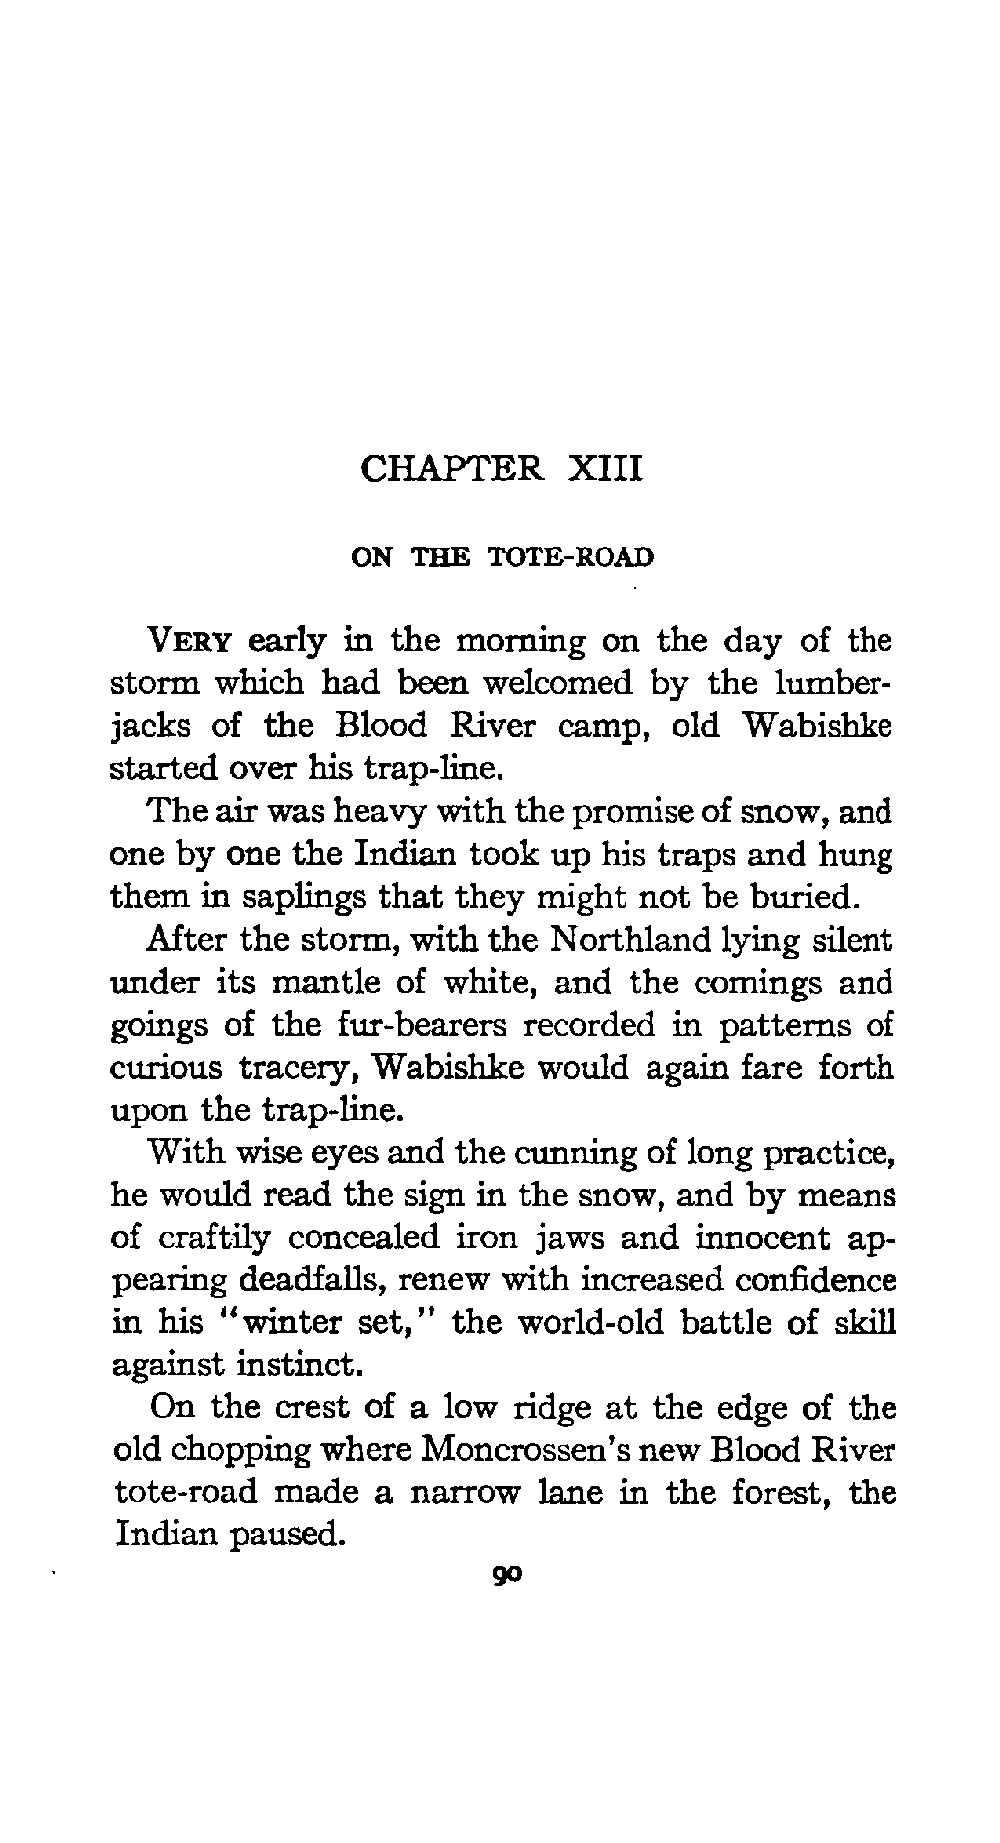 CHAPTER XIII
ON THE TOTE-ROAD
VERY early in the morning on the day of the
storm which had been welcomed by the lumber-
jacks of the Blood River camp, old Wabishke
started over his trap-line.
The air was heavy with the promise of snow, and
one by one the Indian took up his traps and hung
them in saplings that they might not be buried.
After the storm, with the Northland lying silent
under its mantle of white, and the comings and
goings of the fur-bearers recorded in patterns of
curious tracery, Wabishke would again fare forth
upon the trap-line.
With wise eyes and the cunning of long practice,
he would read the sign in the snow, and by means
of craftily concealed iron jaws and innocent ap-
pearing deadfalls, renew with increased confidence
in his "winter set," the world-old battle of skill
against instinct.
On the crest of a low ridge at the edge of the
old chopping where Moncrossen's new Blood River
tote-road made a narrow lane in the forest, the
Indian paused.
90